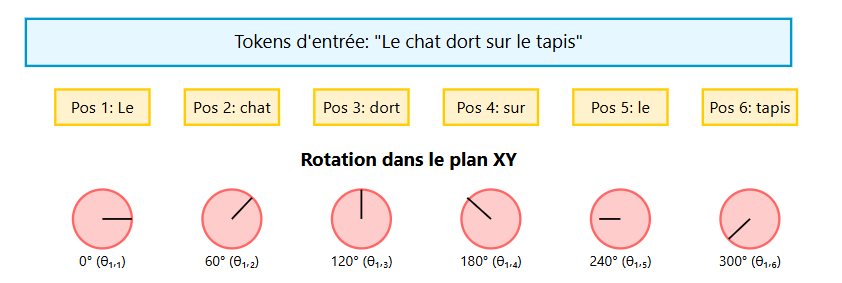 Tokens d'entrée: "Le chat dort sur le tapis"
Pos 1: Le Pos 2: chat Pos 3: dort Pos 4: sur Pos 5: le Pos 6: tapis
Rotation dans le plan XY
0° (θ₁,₁) 60° (θ₁,₂) 120° (θ₁,₃) 180° (θ₁,₄) 240° (θ₁,₅) 300° (θ₁,₆)